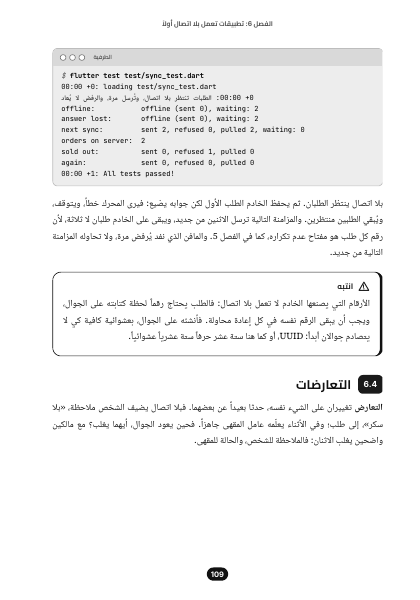 الفصل 6: تطبيقات تعمل بلا اتصال أولاً
الطرفية
$ flutter test test/sync_test.dart
00:00 +0: loading test/sync_test.dart
00:00 +0: الطلبات تنتظر بلا اتصال، وتُرسل مرة، والرفض لا يُعاد
offline: offline (sent 0), waiting: 2
answer lost: offline (sent 0), waiting: 2
next sync: sent 2, refused 0, pulled 2, waiting: 0
orders on server: 2
sold out: sent 0, refused 1, pulled 0
again: sent 0, refused 0, pulled 0
00:00 +1: All tests passed!
بلا اتصال ينتظر الطلبان. ثم يحفظ الخادم الطلب الأول لكن جوابه يضيع: فيرى المحرك خطأً، ويتوقف،
ويُبقي الطلبين منتظرين. والمزامنة التالية ترسل الاثنين من جديد، ويبقى على الخادم طلبان لا ثلاثة، لأن
رقم كل طلب هو مفتاح عدم تكراره، كما في الفصل 5. والمافن الذي نفد يُرفض مرة، ولا تحاوله المزامنة
التالية من جديد.
انتبه
الأرقام التي يصنعها الخادم لا تعمل بلا اتصال: فالطلب يحتاج رقماً لحظة كتابته على الجوال،
ويجب أن يبقى الرقم نفسه في كل إعادة محاولة. فأنشئه على الجوال، بعشوائية كافية كي لا
يتصادم جوالان أبداً: UUID، أو كما هنا ستة عشر حرفاً ستة عشرياً عشوائياً.
6.4 التعارضات
التعارض تغييران على الشيء نفسه، حدثا بعيداً عن بعضهما. فبلا اتصال يضيف الشخص ملاحظة، «بلا
سكر»، إلى طلب؛ وفي الأثناء يعلّمه عامل المقهى جاهزاً. فحين يعود الجوال، أيهما يغلب؟ مع مالكين
واضحين يغلب الاثنان: فالملاحظة للشخص، والحالة للمقهى.
109